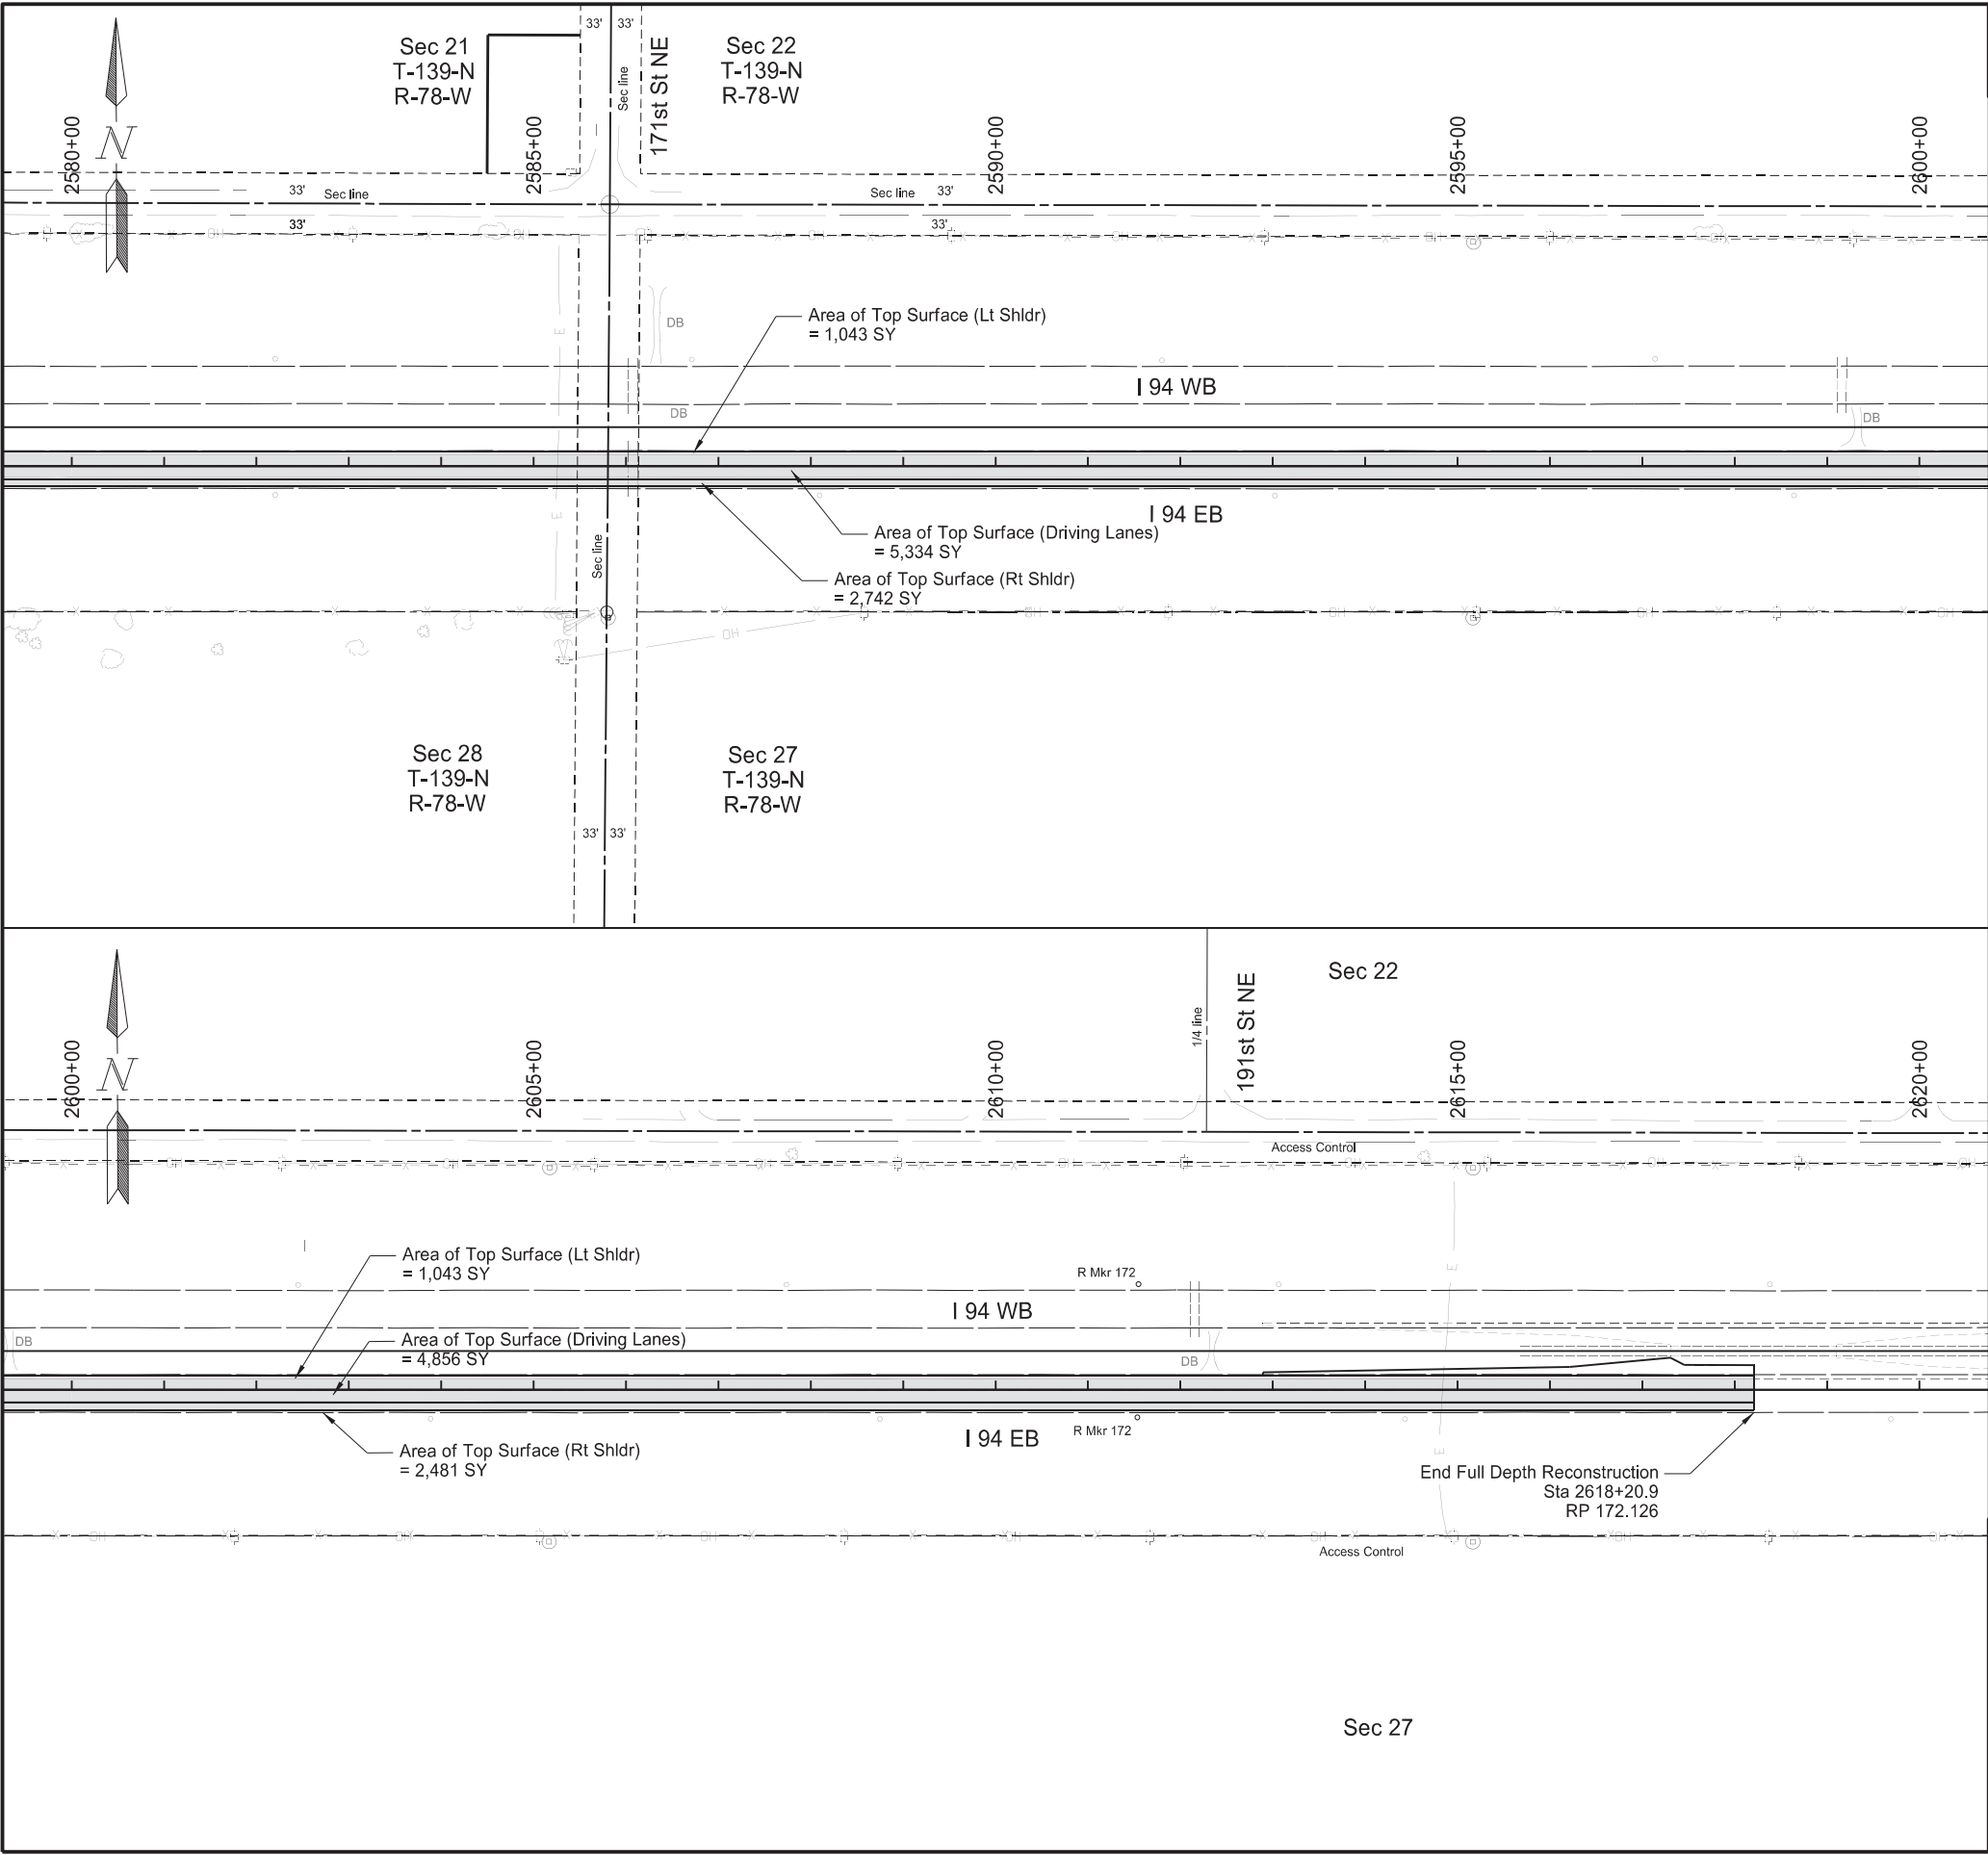 33' 33'
Sec 21
T-139-N
R-78-W
Sec line
171st St NE
Sec 22
T-139-N
R-78-W
N
2580+00
2585+00
2590+00
2595+00
2600+00
33'
Sec line
33'
Sec line
33'
33'
X OH X X OH X X OH X X OH X X OH X
E
DB
Area of Top Surface (Lt Shldr)
= 1,043 SY
I 94 WB
DB
DB
I 94 EB
E
Area of Top Surface (Driving Lanes)
= 5,334 SY
Sec line
Area of Top Surface (Rt Shldr)
= 2,742 SY
OH
Sec 28
T-139-N
R-78-W
Sec 27
T-139-N
R-78-W
33' 33'
Sec 22
1/4 line
191st St NE
N
2600+00
2605+00
2610+00
2615+00
2620+00
Access Control
Area of Top Surface (Lt Shldr)
= 1,043 SY
E
R Mkr 172
I 94 WB
DB
Area of Top Surface (Driving Lanes)
= 4,856 SY
DB
R Mkr 172
I 94 EB
Area of Top Surface (Rt Shldr)
= 2,481 SY
E
End Full Depth Reconstruction
Sta 2618+20.9
RP 172.126
Access Control
Sec 27